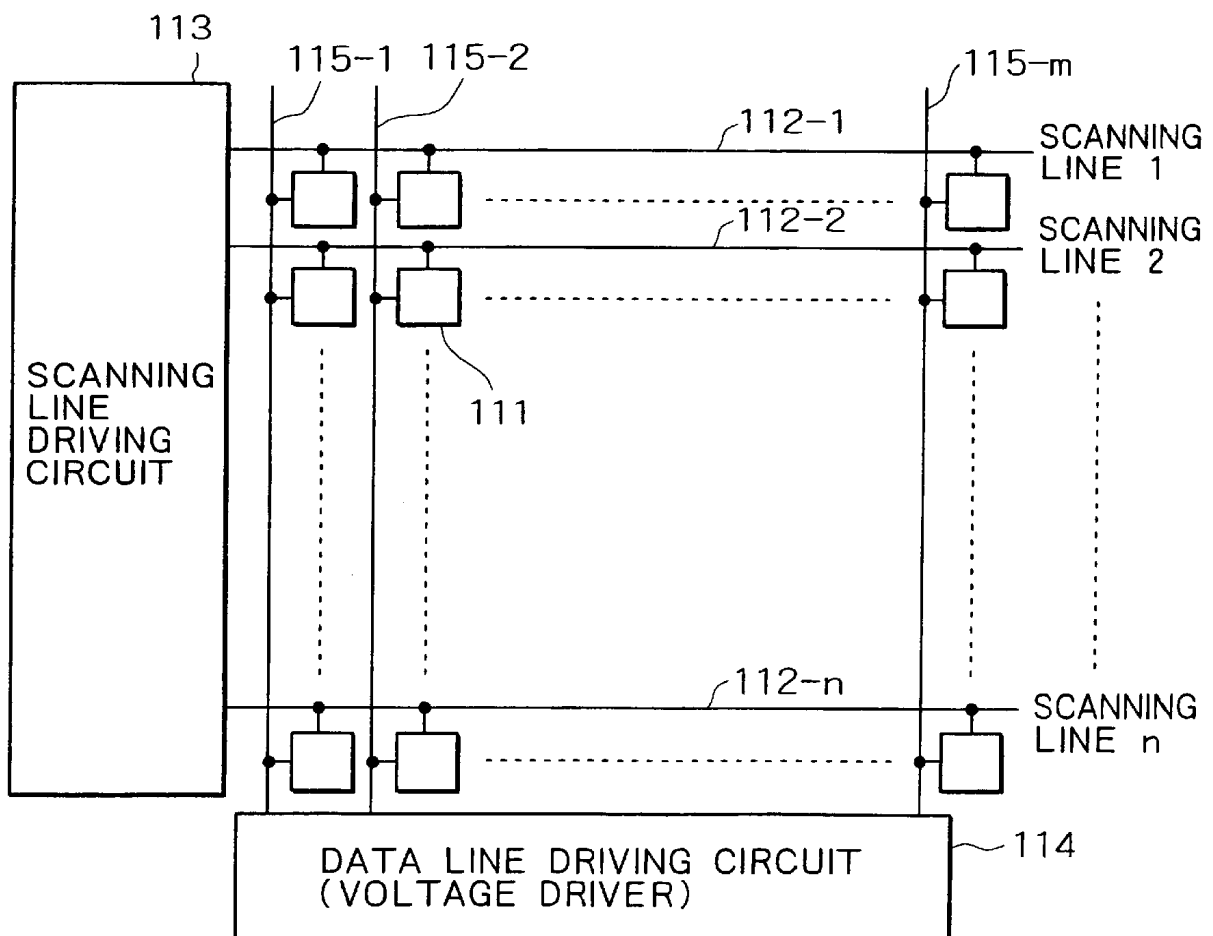 113
115-1
115-2
115-m
112-1
SCANNING
LINE 1
112-2
SCANNING
LINE 2
111
SCANNING
LINE
DRIVING
CIRCUIT
112-n
SCANNING
LINE n
114
DATA LINE DRIVING CIRCUIT
(VOLTAGE DRIVER)